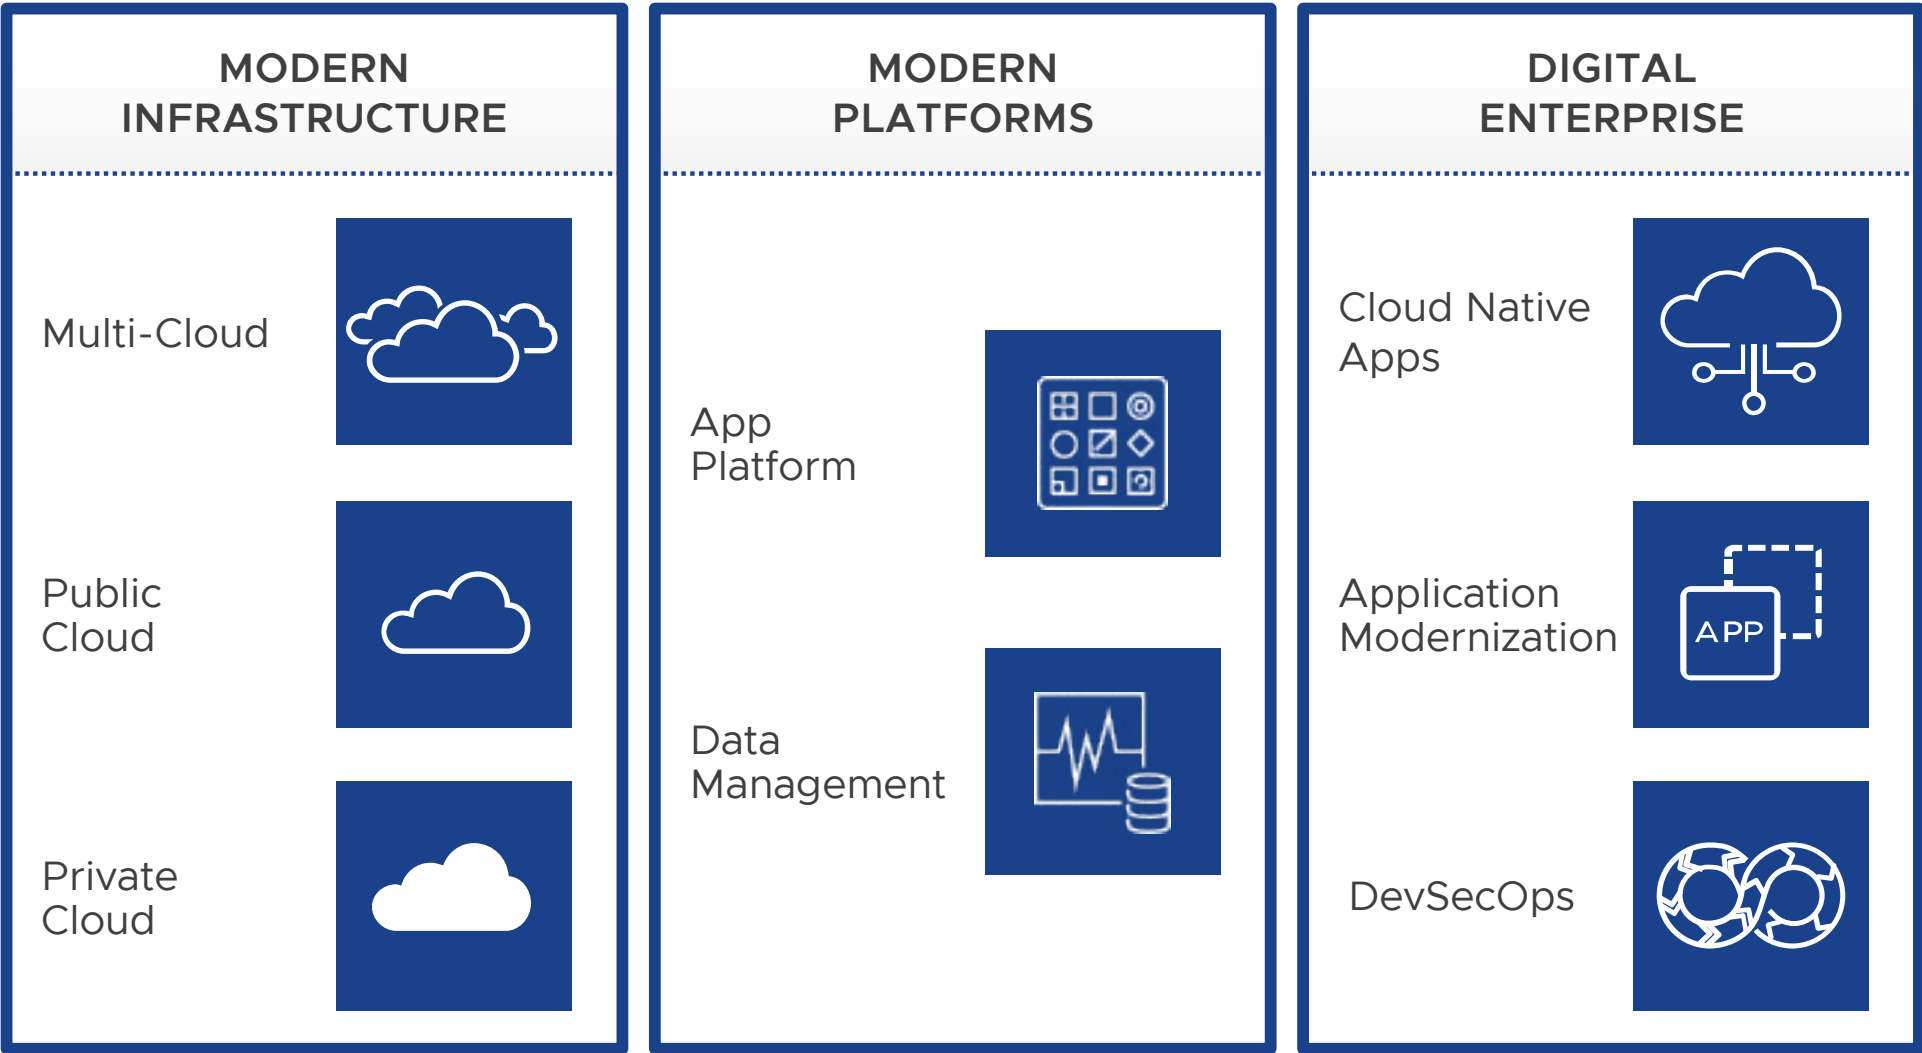 MODERN
INFRASTRUCTURE
Multi-Cloud
Public
Cloud
Private
Cloud
MODERN
PLATFORMS
App
Platform
Data
Management
DIGITAL
ENTERPRISE
Cloud Native
Apps
Application
Modernization
APP
DevSecOps